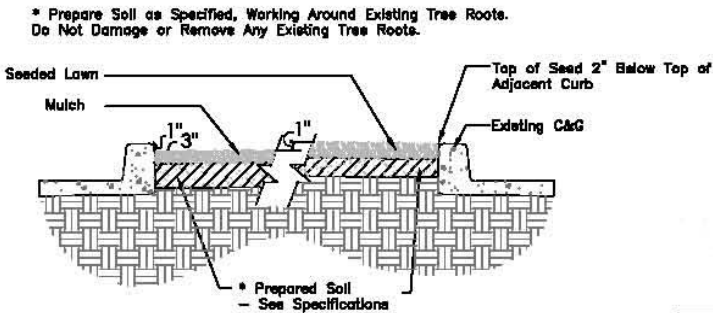 * Prepare Soil as Specified, Working Around Existing Tree Roots.
Do Not Damage or Remove Any Existing Tree Roots.
Seeded Lawn
Mulch
Top of Seed 2" Below Top of
Adjacent Curb
Existing C&G
1"
3"
1"
* Prepared Soil
– See Specifications